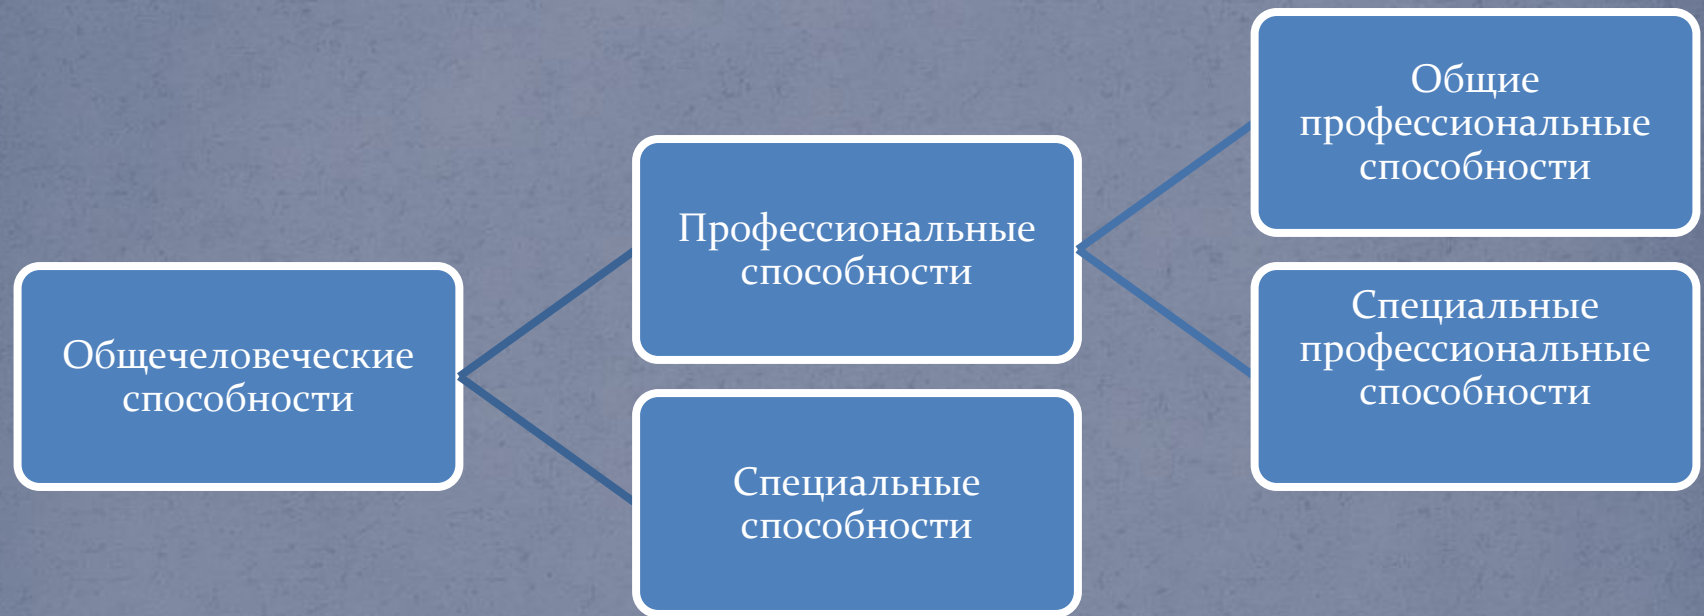 Общечеловеческие
способности
Профессиональные
способности
Специальные
способности
Общие
профессиональные
способности
Специальные
профессиональные
способности